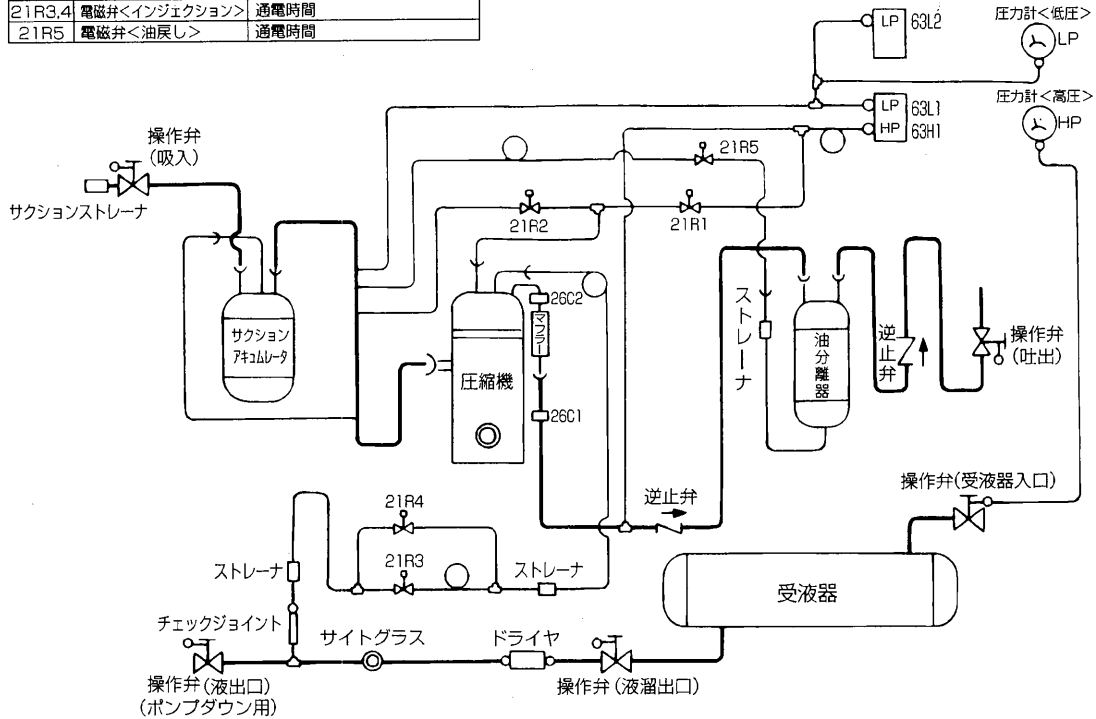 21R3,4 電磁弁<インジェクション> 通電時間
21R5 電磁弁<油戻し> 通電時間
LP 63L2
圧力計<低圧>
LP
LP 63L1
HP 63H1
圧力計<高圧>
HP
操作弁
(吸入)
サクションストレーナ
21R5
21R2
21R1
サクション
アキュムレータ
26C2
マフラー
圧縮機
26C1
ストレーナ
油分離器
逆止弁
操作弁
(吐出)
逆止弁
操作弁(受液器入口)
21R4
21R3
ストレーナ
ストレーナ
受液器
チェックジョイント
サイトグラス
ドライヤ
操作弁(液出口)
(ポンプダウン用)
操作弁(液溜出口)